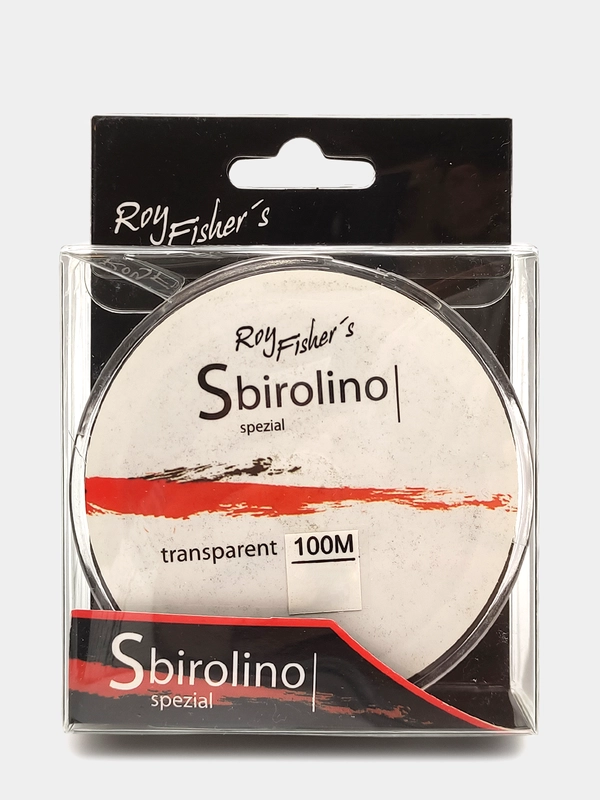 Roy Fisher´s
Roy Fisher´s
Sbirolino
spezial
transparent 100M
Sbirolino
spezial